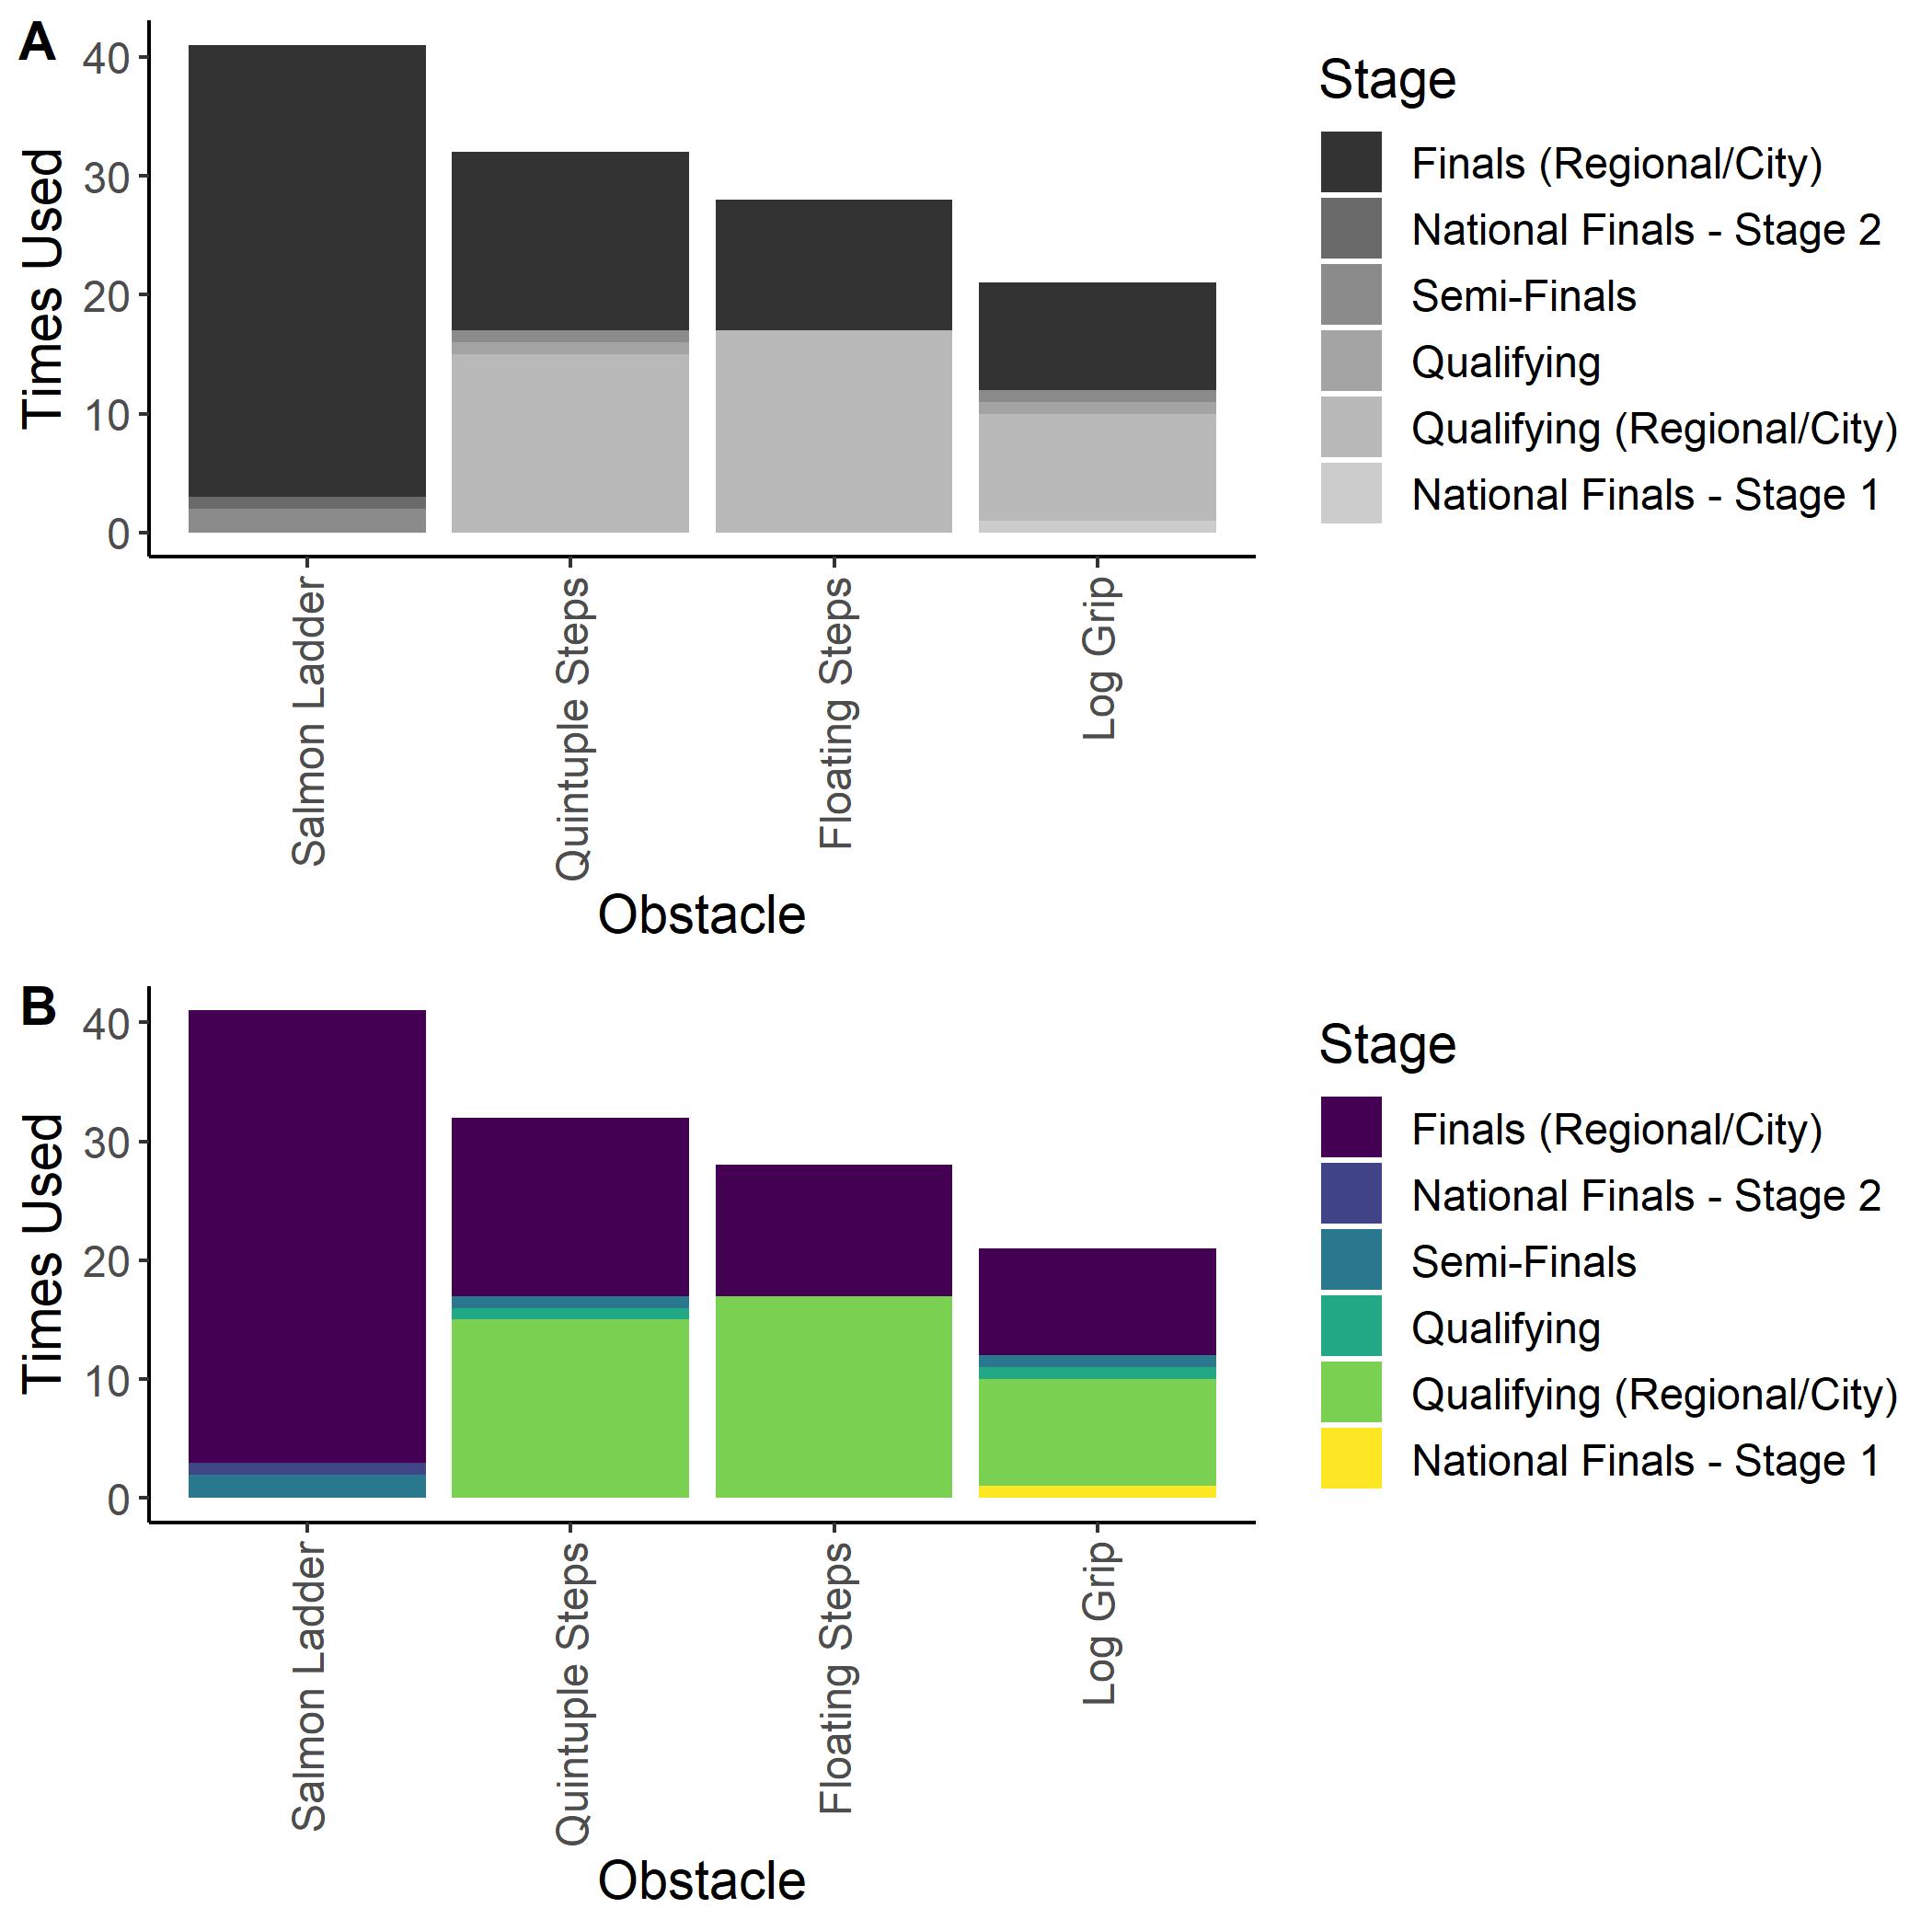 A
40
30
20
10
0
Times Used
Salmon Ladder
Quintuple Steps
Floating Steps
Log Grip
Obstacle
Stage
Finals (Regional/City)
National Finals - Stage 2
Semi-Finals
Qualifying
Qualifying (Regional/City)
National Finals - Stage 1
B
40
30
20
10
0
Times Used
Salmon Ladder
Quintuple Steps
Floating Steps
Log Grip
Obstacle
Stage
Finals (Regional/City)
National Finals - Stage 2
Semi-Finals
Qualifying
Qualifying (Regional/City)
National Finals - Stage 1